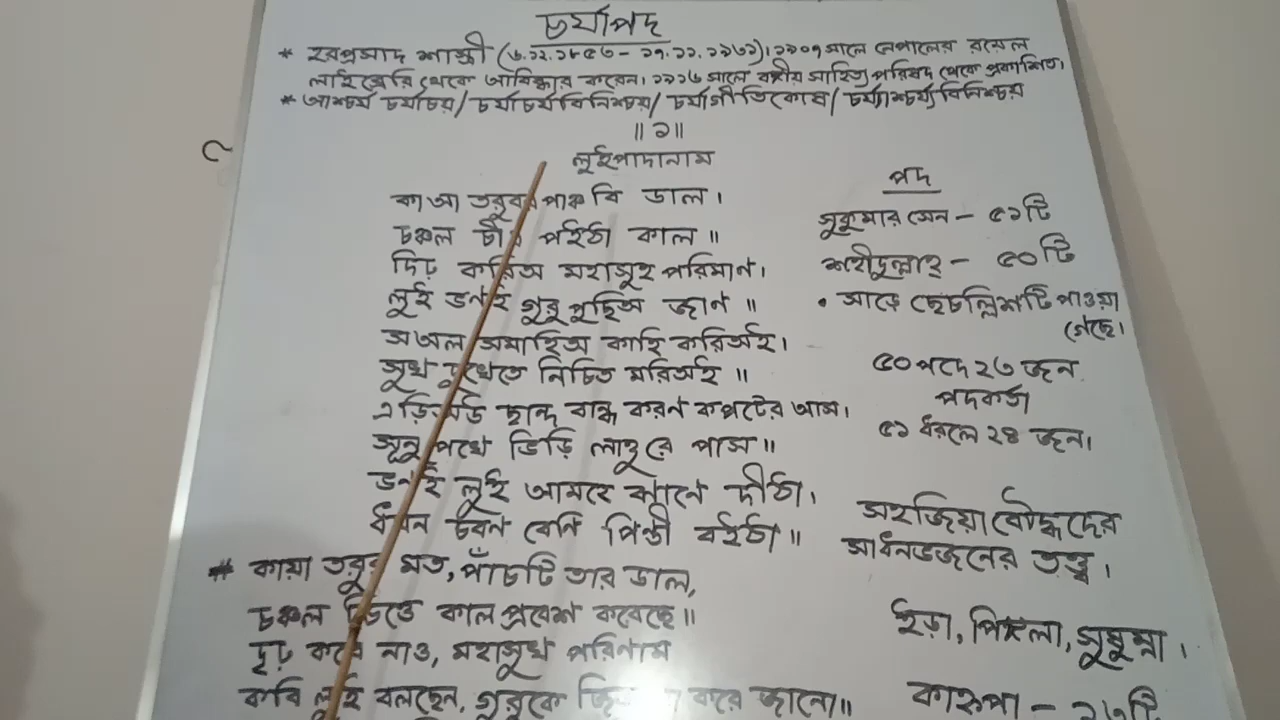 চর্যাপদ
* হরপ্রসাদ শাস্ত্রী (৬.১২.১৮৫৩ - ১৭.১১.১৯৩১)। ১৯০৭ সালে নেপালের রয়েল
লাইব্রেরি থেকে আবিষ্কার করেন। ১৯১৬ সালে বঙ্গীয় সাহিত্য পরিষদ থেকে প্রকাশিত।
* আশ্চর্য চর্যাচয়/ চর্যাচর্যবিনিশ্চয়/ চর্যাগীতিকোষ/ চর্য্যাশ্চর্য্যবিনিশ্চয়
॥ ১॥
লুইপাদানাম
কাআ তরুবর পাঞ্চ বি ডাল।
চঞ্চল চীএ পইঠা কাল॥
দিঢ় করিঅ মহাসুহ পরিমাণ।
লুই ভণই গুরু পুছিঅ জাণ॥
সঅল সমাহিঅ কাহি করিঅই।
সুখ দুখেতে নিচিত মরিঅই॥
এড়িএউ ছান্দ বান্ধ করণ কপটের আস।
সূনু পখে ভিড়ি লাহু রে পাস॥
ভণই লুই আমহে ঝানে দীঠা।
ধমন চবণ বেণি পিণ্ডী বইঠা॥
* কায়া তরুর মত, পাঁচটি তার ডাল,
চঞ্চল চিত্তে কাল প্রবেশ করেছে॥
দৃঢ় করে নাও, মহাসুখ পরিণাম
কবি লুই বলছেন, গুরুকে করে জানো॥
পদ
সুকুমার সেন - ৫১টি
শহীদুল্লাহ্ - ৫০টি
• সাড়ে ছেচল্লিশটি পাওয়া
গেছে।
৫০ পদে ২৩ জন
পদকর্তা
৫১ ধরলে ২৪ জন।
সহজিয়া বৌদ্ধদের
সাধনভজনের তত্ত্ব।
ইড়া, পিঙ্গলা, সুষুম্না।
কাহ্নপা - ১৩টি